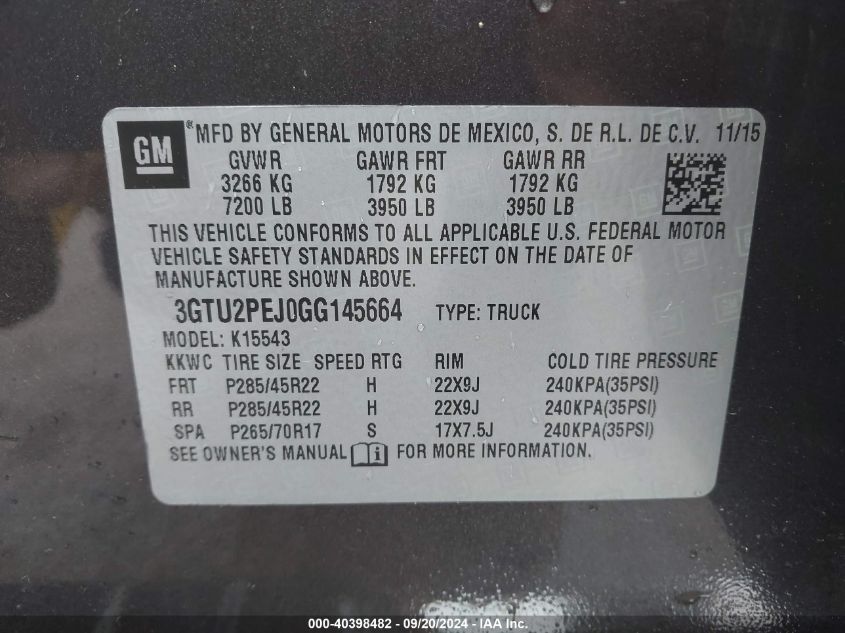 GM® MFD BY GENERAL MOTORS DE MEXICO, S. DE R.L. DE C.V. 11/15
GVWR GAWR FRT GAWR RR
3266 KG 1792 KG 1792 KG
7200 LB 3950 LB 3950 LB
THIS VEHICLE CONFORMS TO ALL APPLICABLE U.S. FEDERAL MOTOR
VEHICLE SAFETY STANDARDS IN EFFECT ON THE DATE OF
MANUFACTURE SHOWN ABOVE.
3GTU2PEJ0GG145664 TYPE: TRUCK
MODEL: K15543
KKWC TIRE SIZE SPEED RTG RIM COLD TIRE PRESSURE
FRT P285/45R22 H 22X9J 240KPA(35PSI)
RR P285/45R22 H 22X9J 240KPA(35PSI)
SPA P265/70R17 S 17X7.5J 240KPA(35PSI)
SEE OWNER'S MANUAL FOR MORE INFORMATION.
000-40398482 - 09/20/2024 - IAA, Inc.